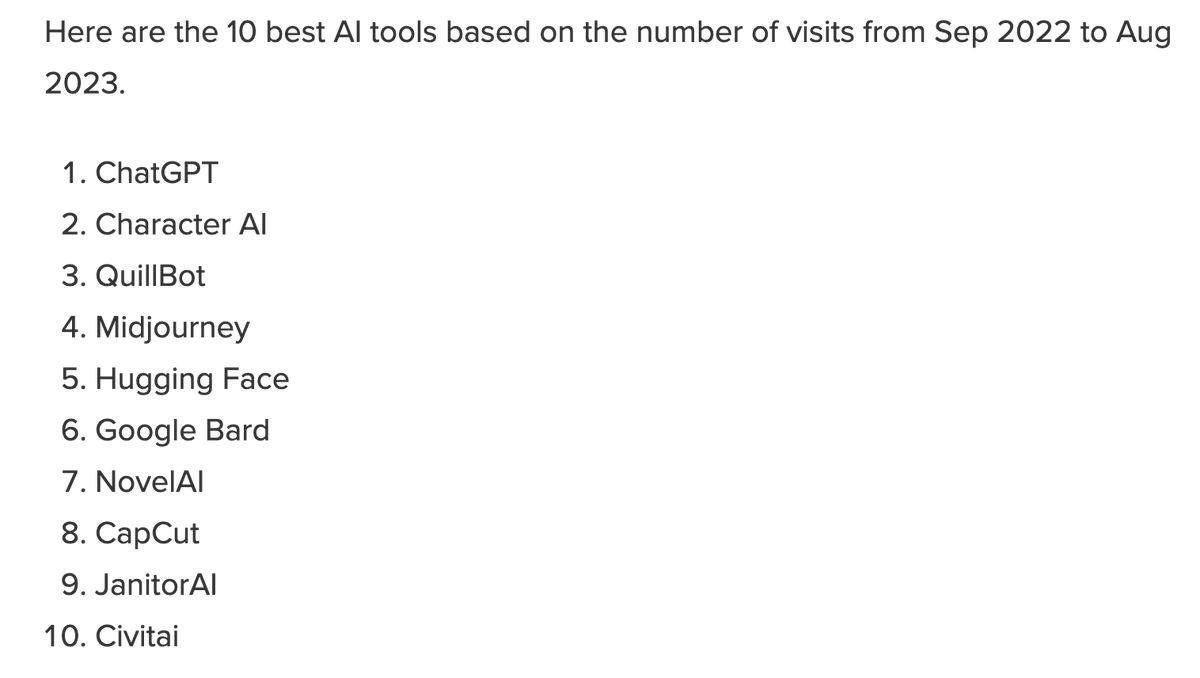 Here are the 10 best AI tools based on the number of visits from Sep 2022 to Aug
2023.
1. ChatGPT
2. Character AI
3. QuillBot
4. Midjourney
5. Hugging Face
6. Google Bard
7. NovelAI
8. CapCut
9. JanitorAI
10. Civitai